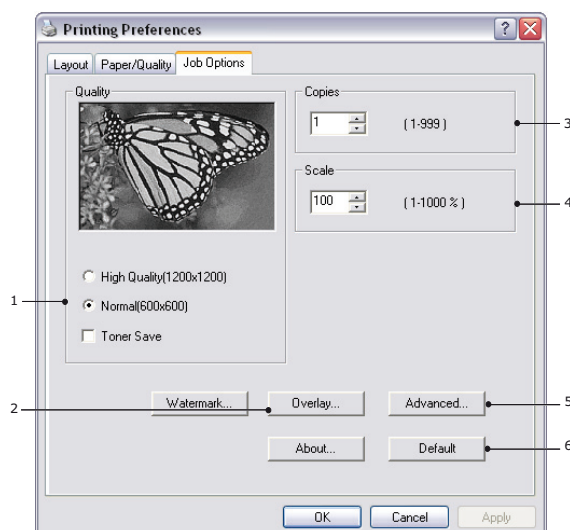 Printing Preferences
Layout Paper/Quality Job Options
Quality
Copies
1 (1-999) 3
Scale
100 (1-1000 %) 4
High Quality(1200x1200)
1 Normal(600x600)
Toner Save
Watermark... Overlay... Advanced... 5
2
About... Default 6
OK Cancel Apply